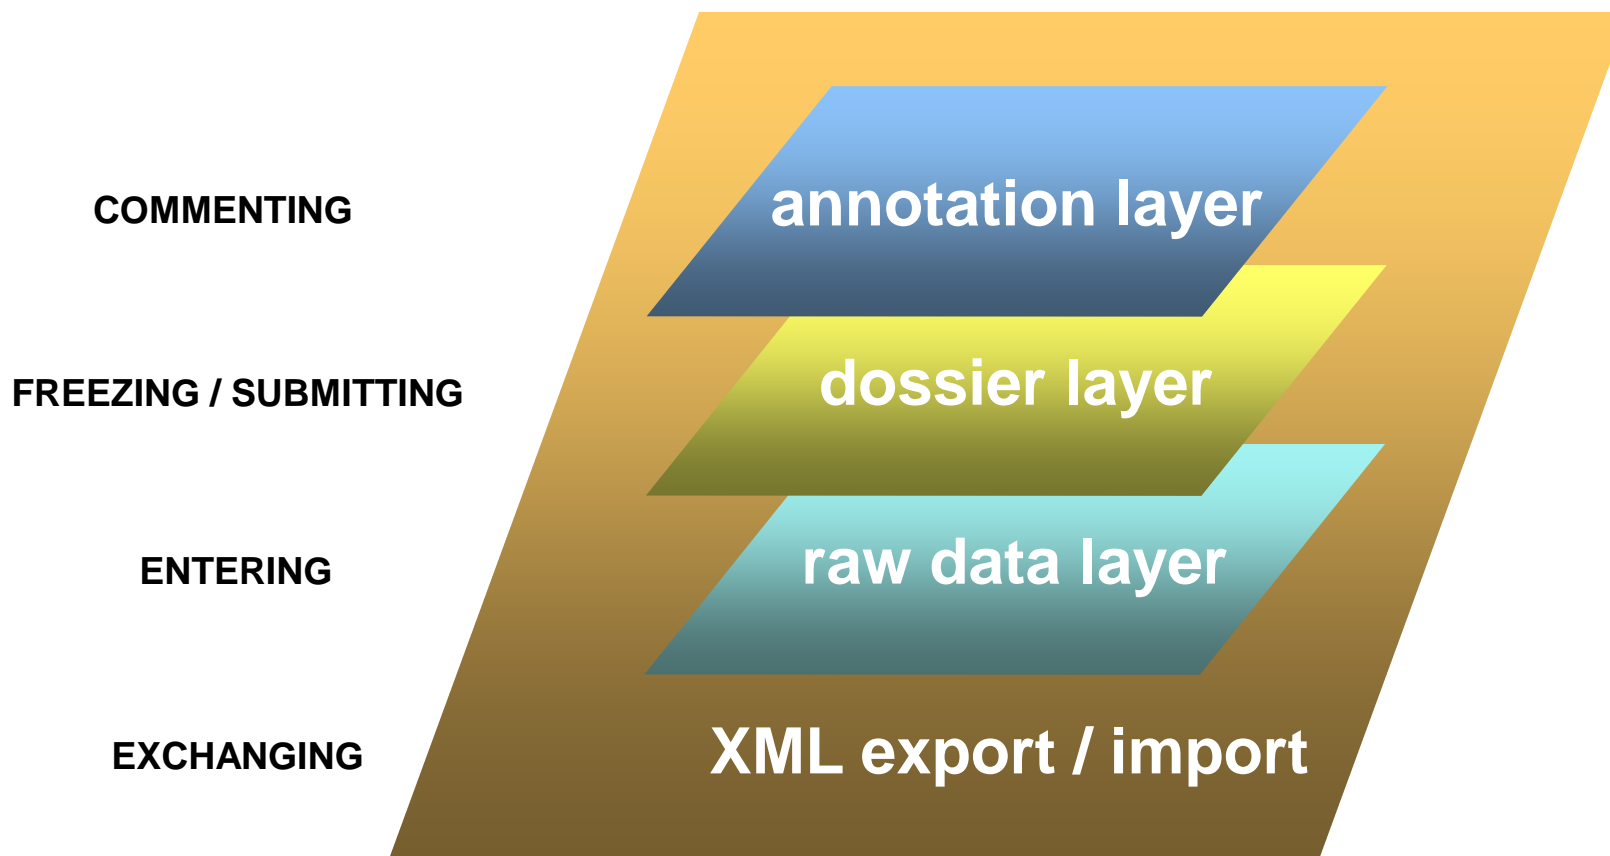 COMMENTING
annotation layer
FREEZING / SUBMITTING
dossier layer
ENTERING
raw data layer
EXCHANGING
XML export / import